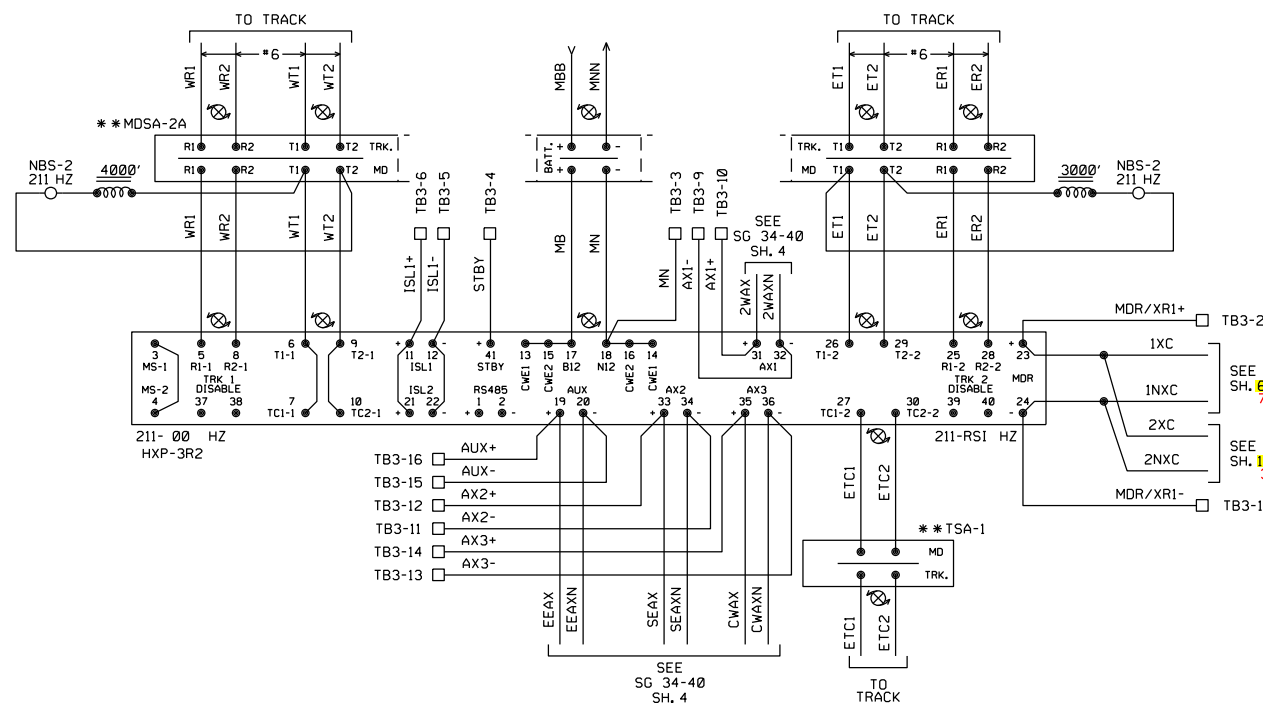 TO TRACK
TO TRACK
#6
#6
WR1
WR2
WT1
WT2
MBB
MNN
ET1
ET2
ER1
ER2
**MDSA-2A
R1 R2 T1 T2 TRK.
R1 R2 T1 T2 MD
BATT.
+ -
+ -
TRK. T1 T2 R1 R2
MD T1 T2 R1 R2
NBS-2
211 HZ
4000'
3000'
NBS-2
211 HZ
TB3-6
TB3-5
TB3-4
TB3-3
TB3-9
TB3-10
SEE
SG 34-40
SH. 4
WR1
WR2
WT1
WT2
ISL1+
ISL1-
STBY
MB
MN
MN
AX1-
AX1+
2WAX
2WAXN
ET1
ET2
ER1
ER2
MDR/XR1+
TB3-2
1XC
1NXC
SEE
SH. 6
2XC
2NXC
SEE
SH. 1
MDR/XR1-
TB3-1
3 5 8 6 9 + 11 12 - + 41 13 15 17 18 16 14 + 31 32 - 26 29 25 28 + 23
MS-1 R1-1 R2-1 T1-1 T2-1 ISL1 STBY CWE1 CWE2 B12 N12 CWE2 CWE1 AX1 T1-2 T2-2 R1-2 R2-2 MDR
TRK 1
DISABLE
TRK 2
DISABLE
MS-2 ISL2 RS485 AUX AX2 AX3
4 37 38 7 TC1-1 10 TC2-1 + 21 22 - + 1 2 - + 19 20 - + 33 34 - + 35 36 - 27 TC1-2 30 TC2-2 39 40 24 -
211- 00 HZ
HXP-3R2
211-RSI HZ
TB3-16 AUX+
TB3-15 AUX-
TB3-12 AX2+
TB3-11 AX2-
TB3-14 AX3+
TB3-13 AX3-
ETC1
ETC2
**TSA-1
MD
TRK.
EEAX
EEAXN
SEAX
SEAXN
CWAX
CWAXN
ETC1
ETC2
SEE
SG 34-40
SH. 4
TO
TRACK